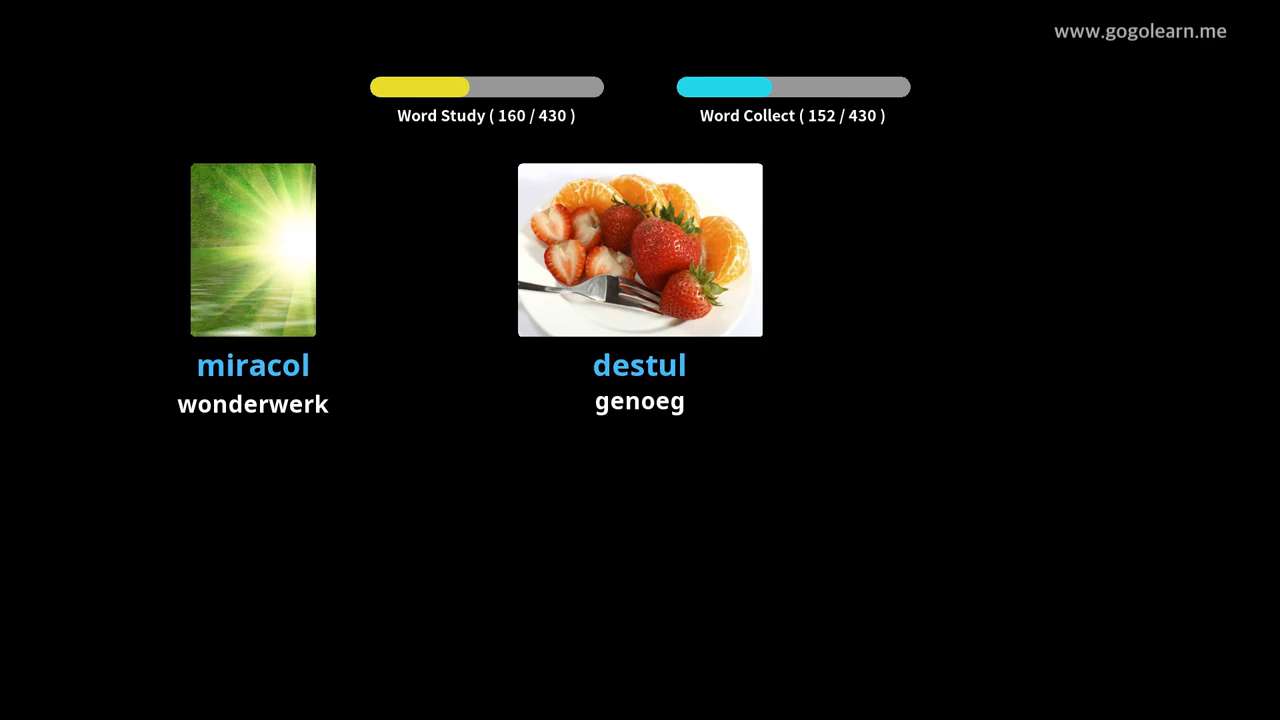 www.gogolearn.me
Word Study ( 160 / 430 )
Word Collect ( 152 / 430 )
miracol
wonderwerk
destul
genoeg